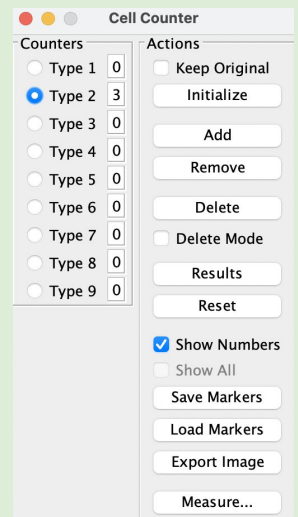 Cell Counter
Counters
Type 1 0
Type 2 3
Type 3 0
Type 4 0
Type 5 0
Type 6 0
Type 7 0
Type 8 0
Type 9 0
Actions
Keep Original
Initialize
Add
Remove
Delete
Delete Mode
Results
Reset
Show Numbers
Show All
Save Markers
Load Markers
Export Image
Measure...